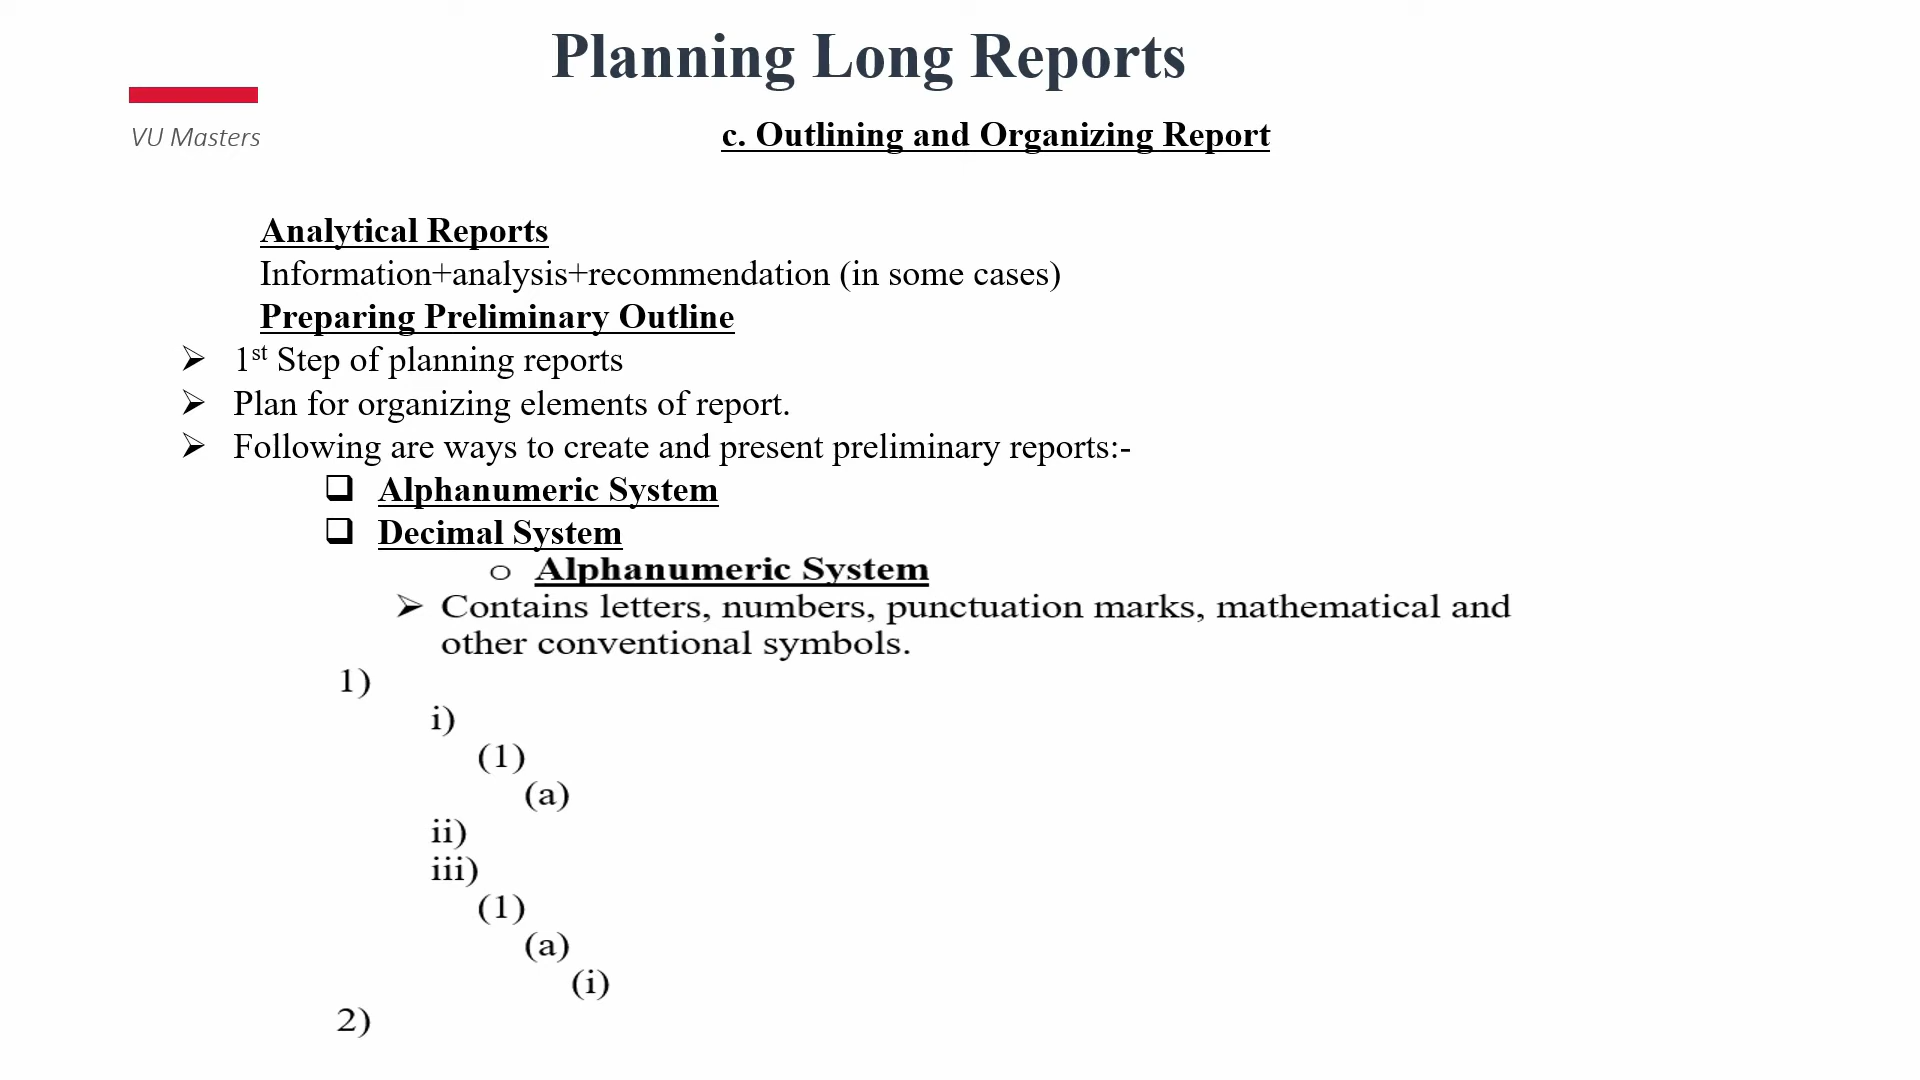 Planning Long Reports
VU Masters
c. Outlining and Organizing Report
Analytical Reports
Information+analysis+recommendation (in some cases)
Preparing Preliminary Outline
➢ 1st Step of planning reports
➢ Plan for organizing elements of report.
➢ Following are ways to create and present preliminary reports:-
❑ Alphanumeric System
❑ Decimal System
o Alphanumeric System
➢ Contains letters, numbers, punctuation marks, mathematical and
other conventional symbols.
1)
i)
(1)
(a)
ii)
iii)
(1)
(a)
(i)
2)